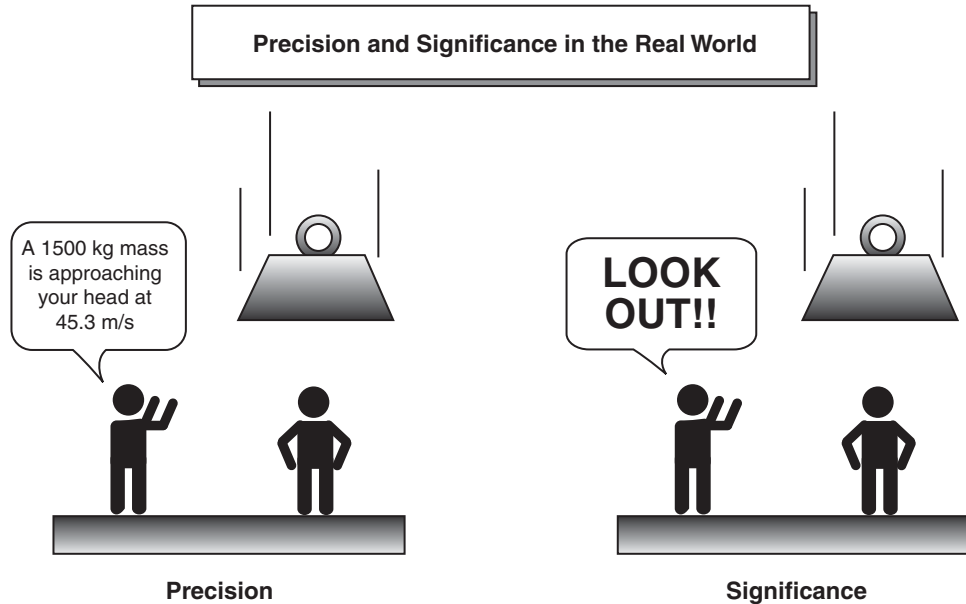 Precision and Significance in the Real World
A 1500 kg mass
is approaching
your head at
45.3 m/s
LOOK
OUT!!
Precision
Significance